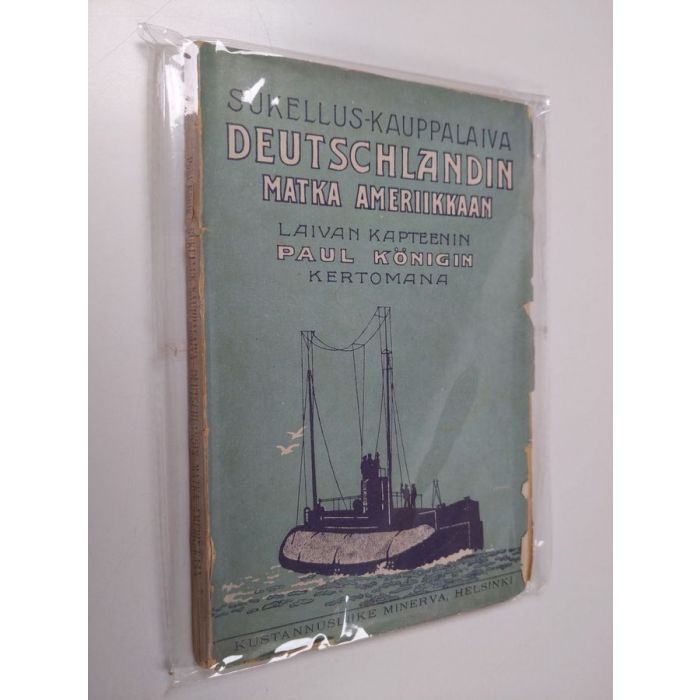 SUKELLUS-KAUPPALAIVA
DEUTSCHLANDIN
MATKA AMERIIKKAAN
LAIVAN KAPTEENIN
PAUL KÖNIGIN
KERTOMANA
KUSTANNUSLIIKE MINERVA, HELSINKI